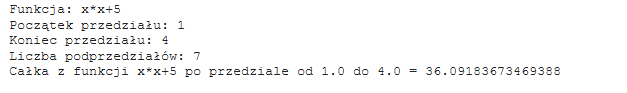 Funkcja: x*x+5
Początek przedziału: 1
Koniec przedziału: 4
Liczba podprzedziałów: 7
Całka z funkcji x*x+5 po przedziale od 1.0 do 4.0 = 36.09183673469388